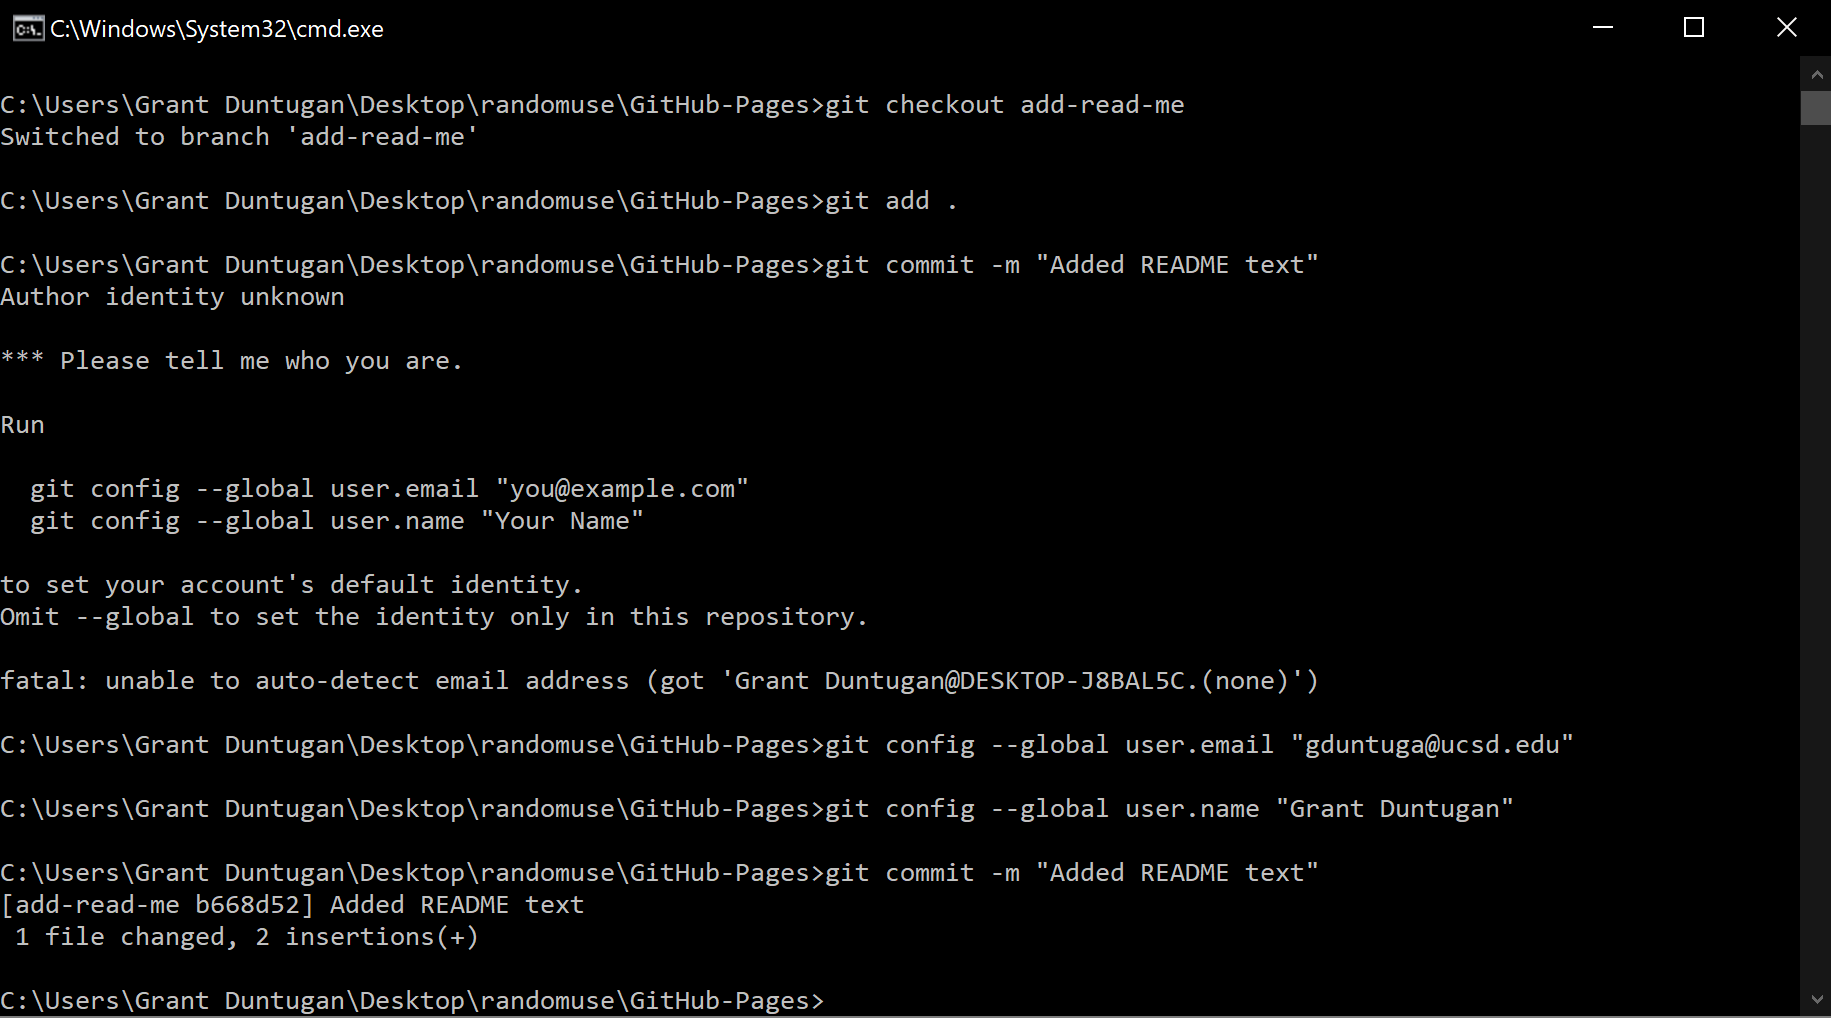 C:\Windows\System32\cmd.exe
C:\Users\Grant Duntugan\Desktop\randomuse\GitHub-Pages>git checkout add-read-me
Switched to branch 'add-read-me'
C:\Users\Grant Duntugan\Desktop\randomuse\GitHub-Pages>git add .
C:\Users\Grant Duntugan\Desktop\randomuse\GitHub-Pages>git commit -m "Added README text"
Author identity unknown
*** Please tell me who you are.
Run
  git config --global user.email "you@example.com"
  git config --global user.name "Your Name"
to set your account's default identity.
Omit --global to set the identity only in this repository.
fatal: unable to auto-detect email address (got 'Grant Duntugan@DESKTOP-J8BAL5C.(none)')
C:\Users\Grant Duntugan\Desktop\randomuse\GitHub-Pages>git config --global user.email "gduntuga@ucsd.edu"
C:\Users\Grant Duntugan\Desktop\randomuse\GitHub-Pages>git config --global user.name "Grant Duntugan"
C:\Users\Grant Duntugan\Desktop\randomuse\GitHub-Pages>git commit -m "Added README text"
[add-read-me b668d52] Added README text
 1 file changed, 2 insertions(+)
C:\Users\Grant Duntugan\Desktop\randomuse\GitHub-Pages>